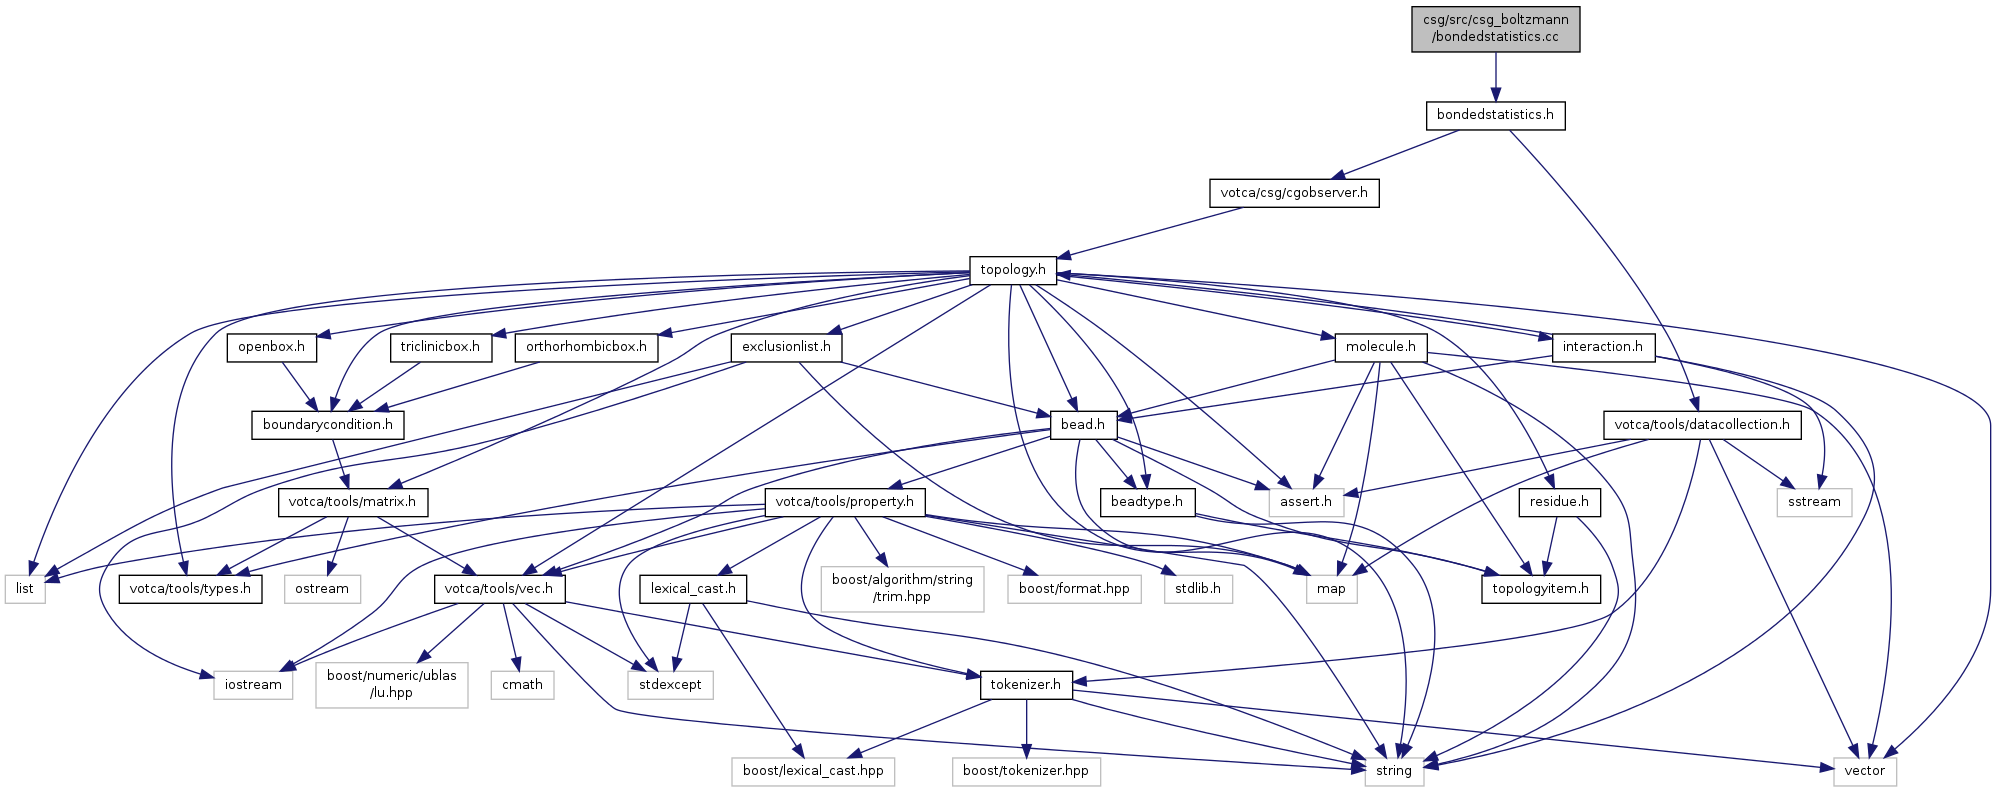 csg/src/csg_boltzmann
/bondedstatistics.cc
bondedstatistics.h
votca/csg/cgobserver.h
topology.h
openbox.h
triclinicbox.h
orthorhombicbox.h
exclusionlist.h
molecule.h
interaction.h
boundarycondition.h
bead.h
votca/tools/datacollection.h
votca/tools/matrix.h
votca/tools/property.h
beadtype.h
assert.h
residue.h
sstream
list
votca/tools/types.h
ostream
votca/tools/vec.h
lexical_cast.h
boost/algorithm/string
/trim.hpp
boost/format.hpp
stdlib.h
map
topologyitem.h
iostream
boost/numeric/ublas
/lu.hpp
cmath
stdexcept
tokenizer.h
boost/lexical_cast.hpp
boost/tokenizer.hpp
string
vector